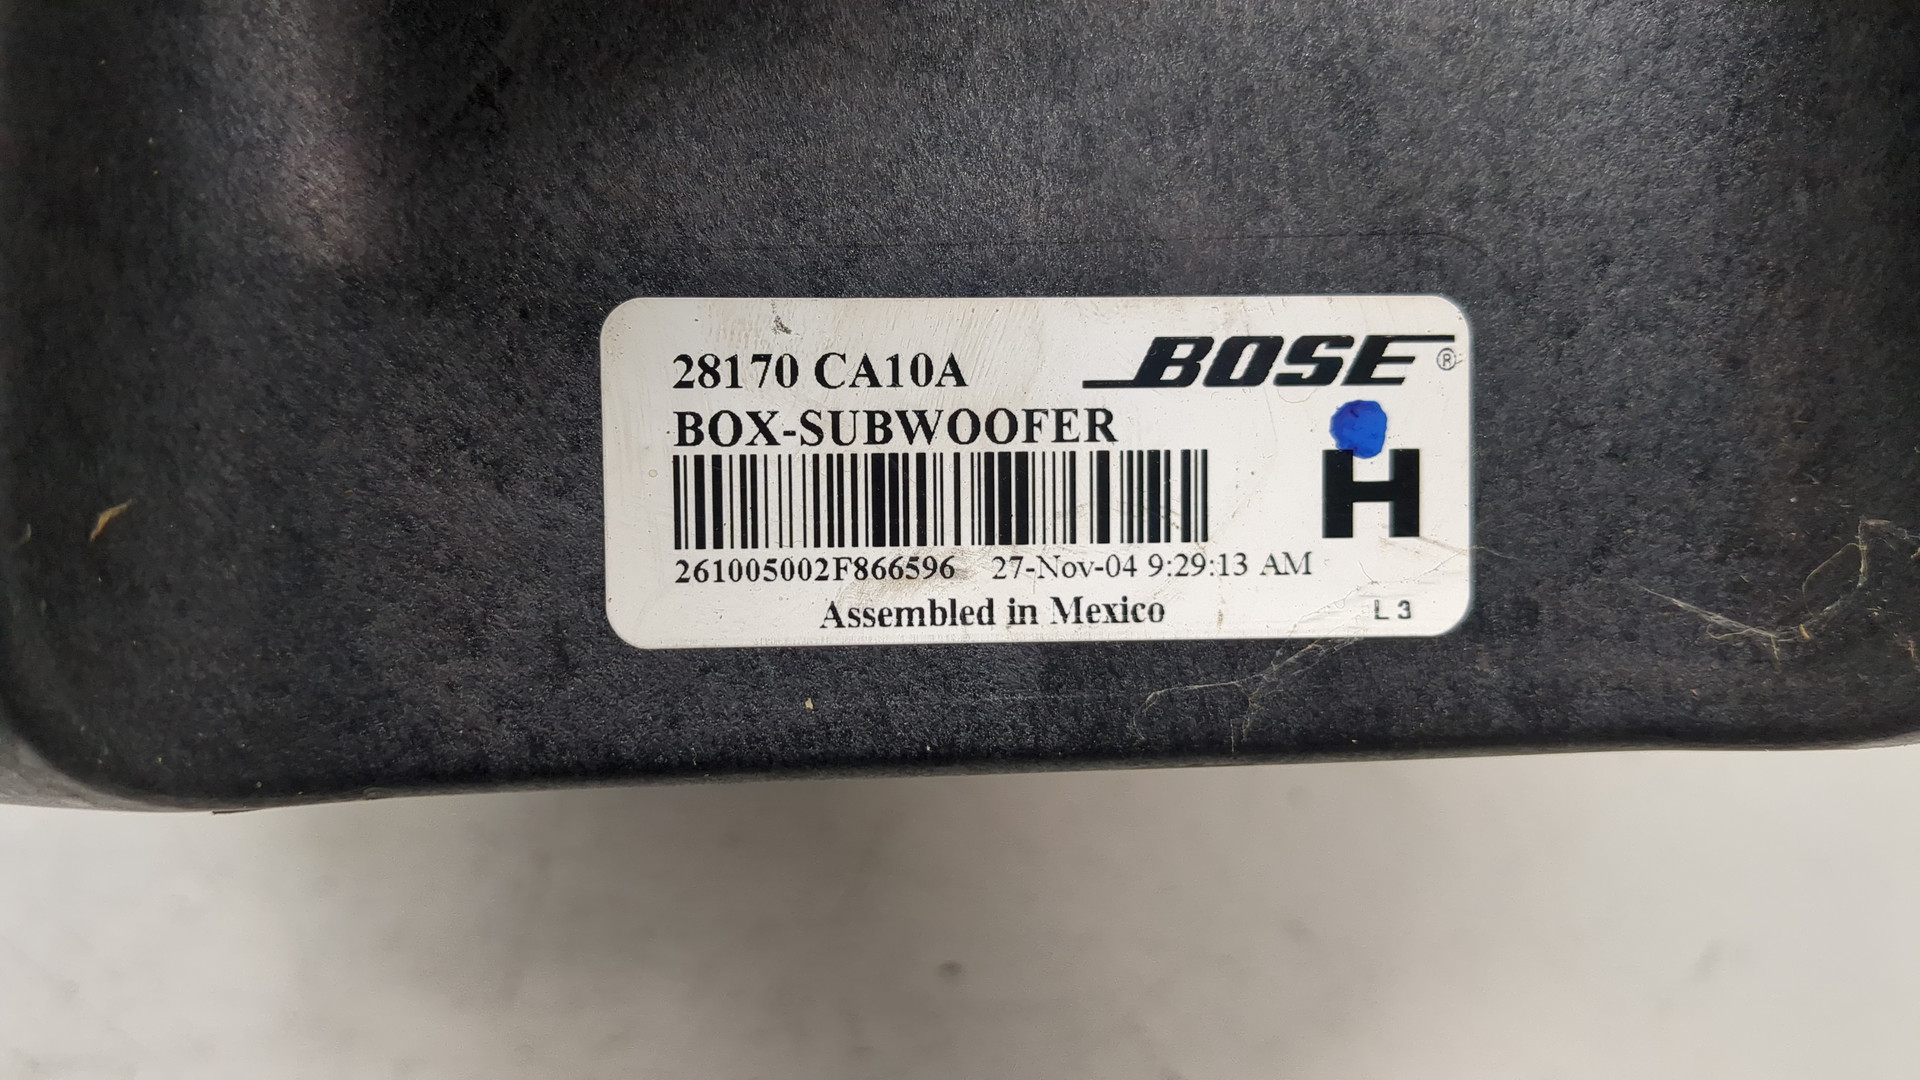 28170 CA10A
BOSE®
BOX-SUBWOOFER
H
261005002F866596 27-Nov-04 9:29:13 AM
Assembled in Mexico
L3